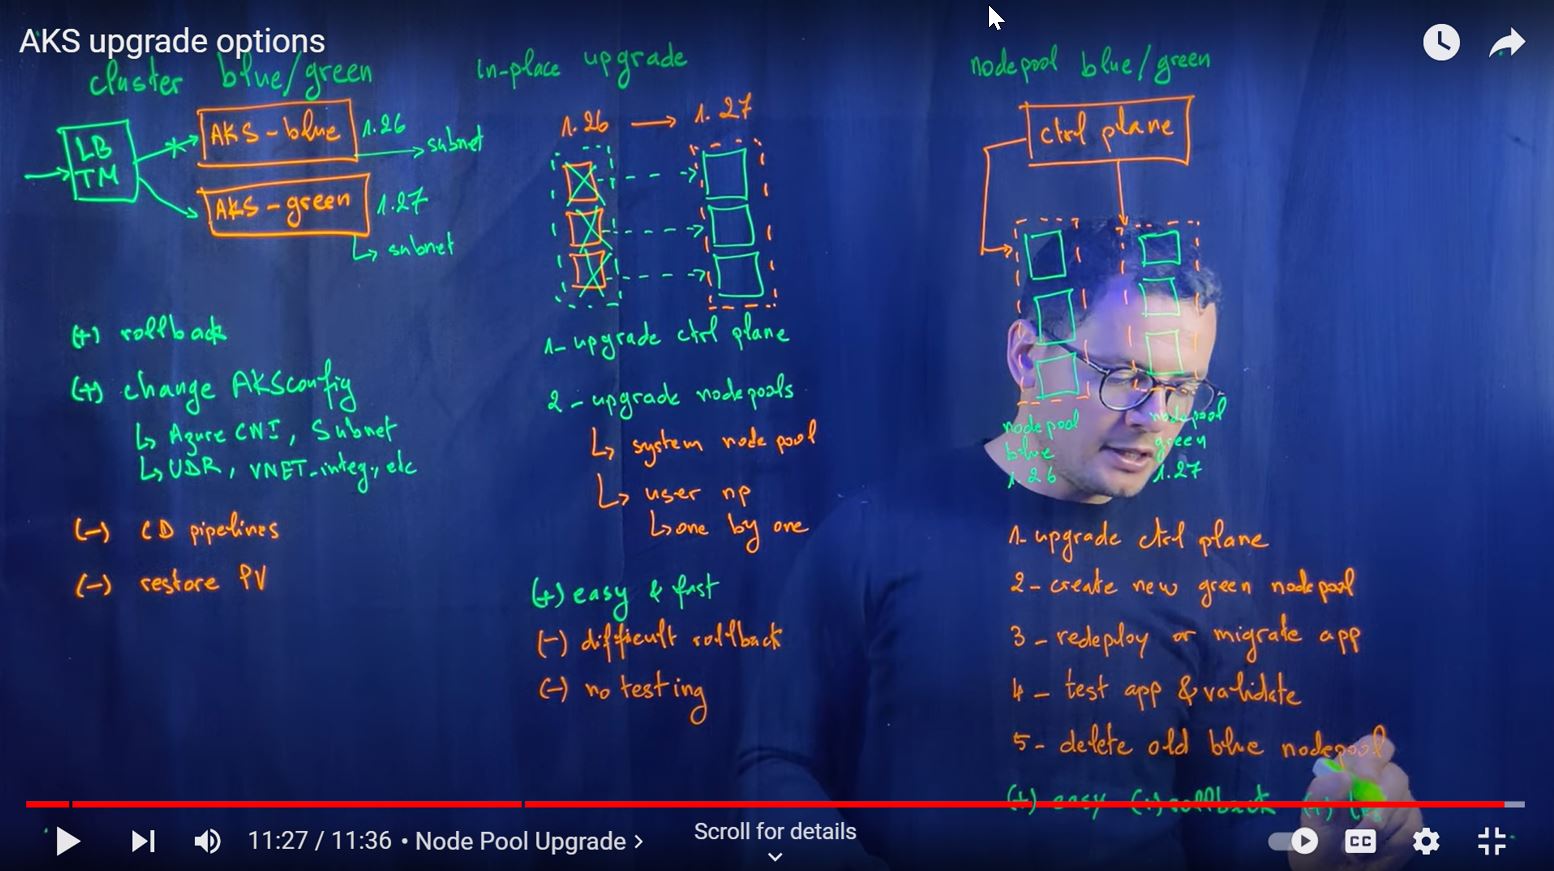 AKS upgrade options
cluster blue/green
LB
TM
AKS-blue
1.26
subnet
AKS-green
1.27
subnet
(+) rollback
(+) change AKSconfig
↳ Azure CNI, Subnet
↳ UDR, VNET-integ, etc
(-) CD pipelines
(-) restore PV
in-place upgrade
1.26 → 1.27
1- upgrade ctrl plane
2- upgrade nodepools
↳ system node pool
↳ user np
↳ one by one
(+) easy & fast
(-) difficult rollback
(-) no testing
nodepool blue/green
ctrl plane
nodepool
blue
1.26
nodepool
green
1.27
1- upgrade ctrl plane
2- create new green nodepool
3- redeploy or migrate app
4- test app & validate
5- delete old blue nodepool
(+) easy (+) rollback (+)
11:27 / 11:36 • Node Pool Upgrade >
Scroll for details
CC